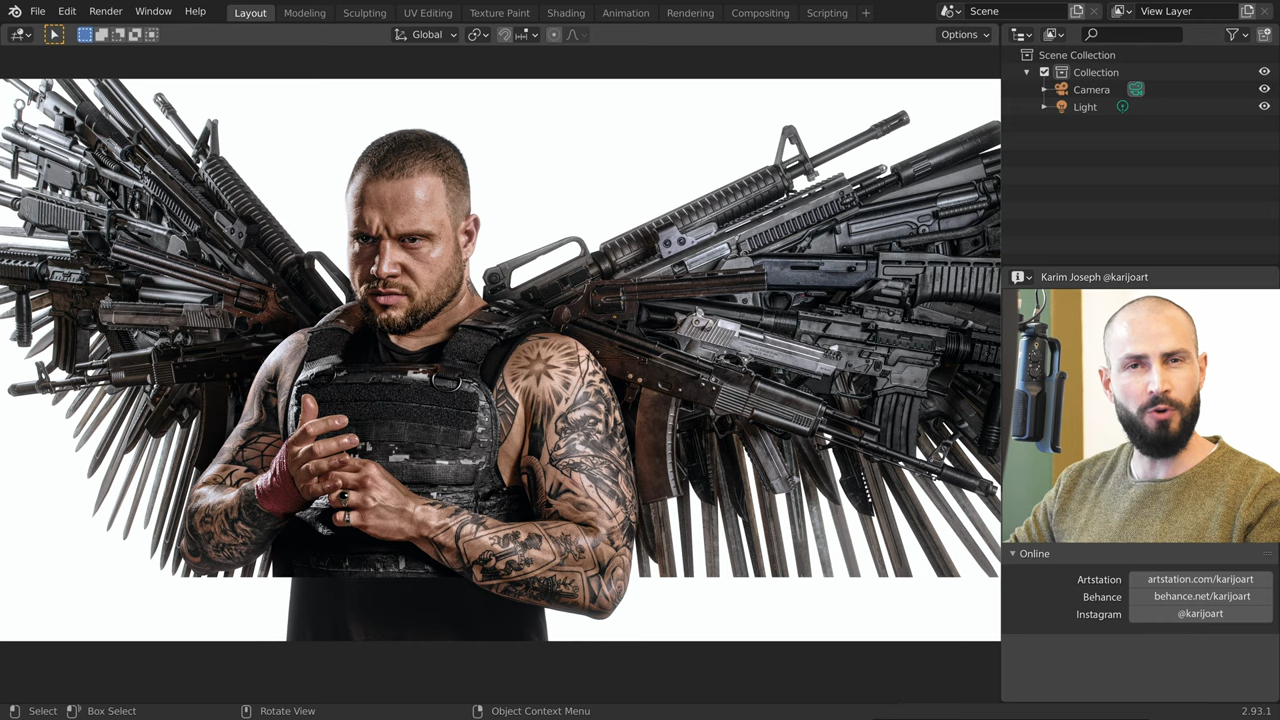 File Edit Render Window Help Layout Modeling Sculpting UV Editing Texture Paint Shading Animation Rendering Compositing Scripting + Scene View Layer
Global Options
Scene Collection
Collection
Camera
Light
Karim Joseph @karijoart
Online
Artstation artstation.com/karijoart
Behance behance.net/karijoart
Instagram @karijoart
Select Box Select Rotate View Object Context Menu 2.93.1